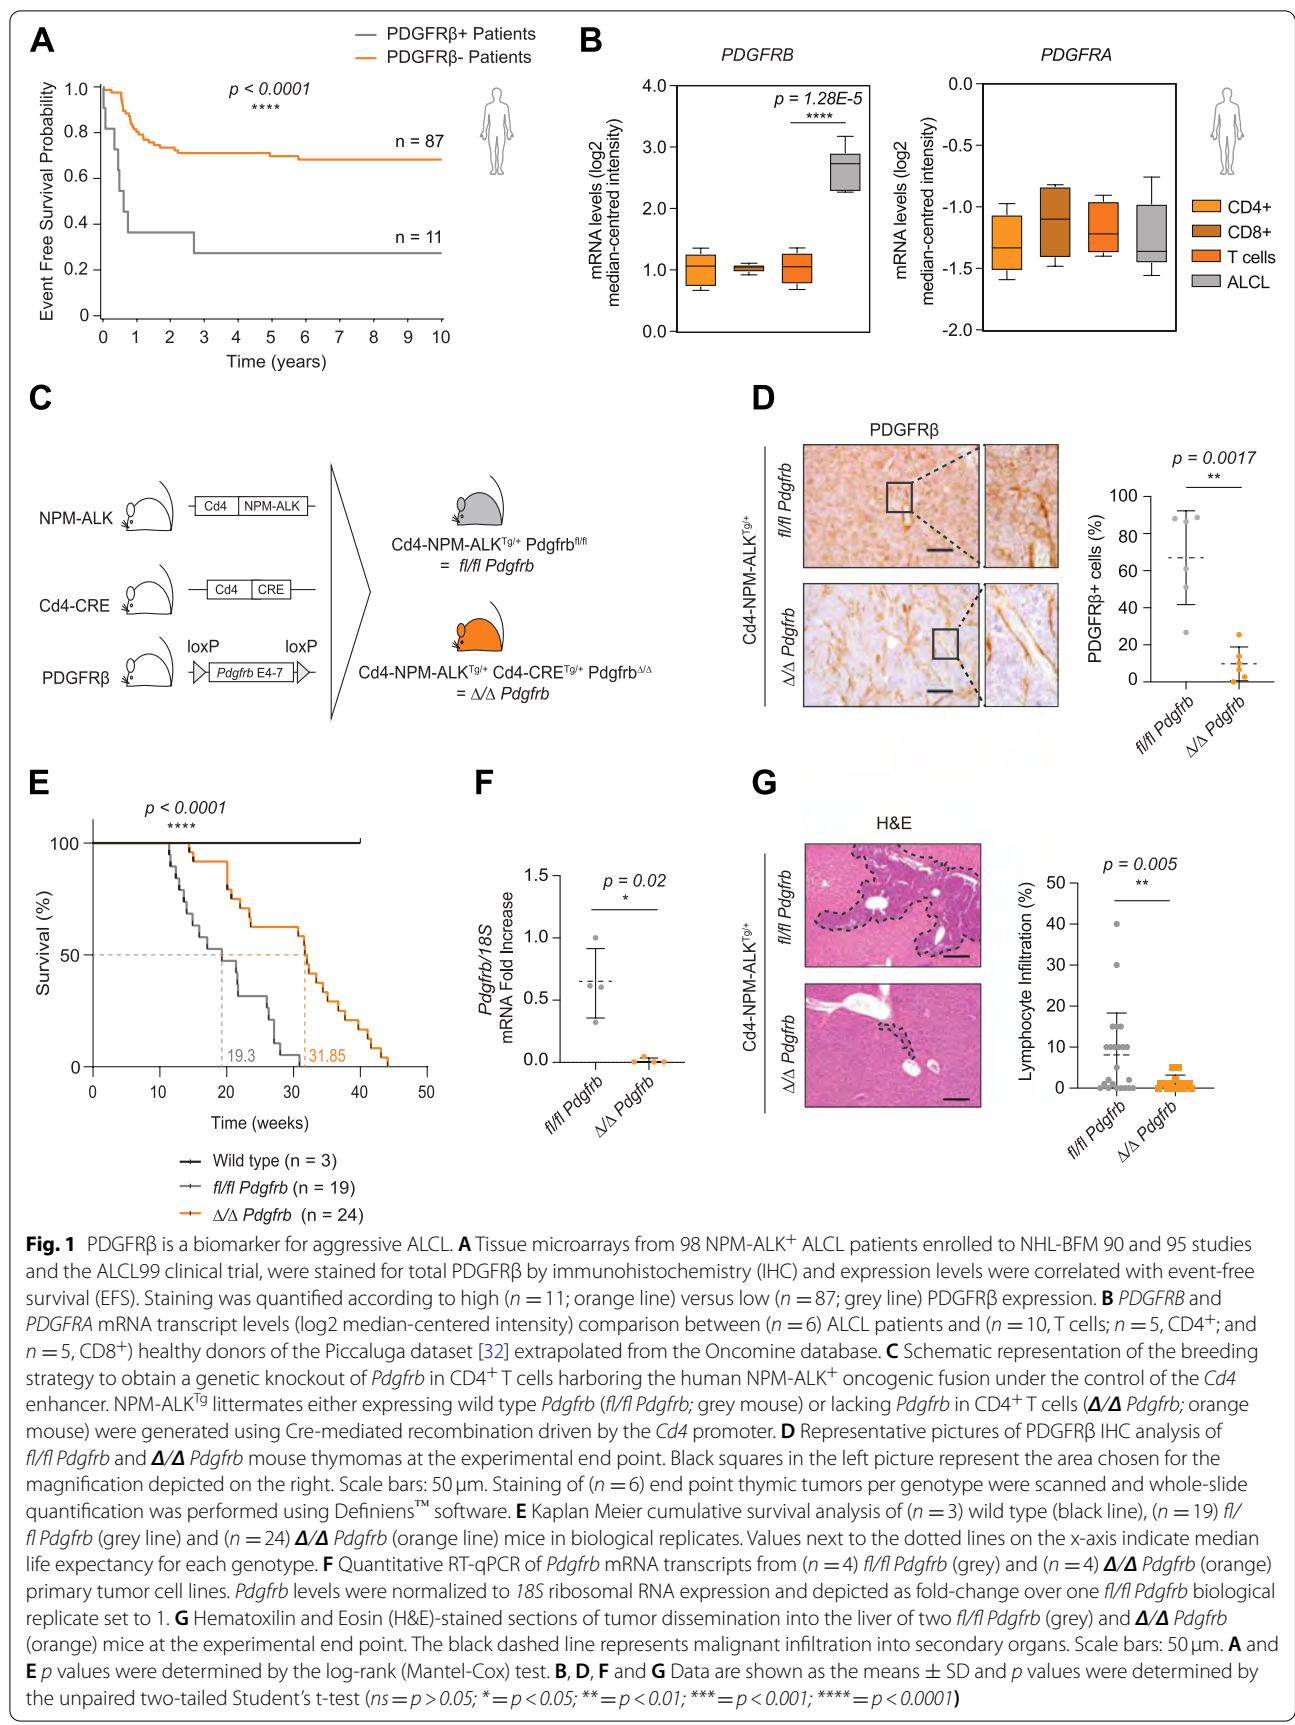 A
PDGFRβ+ Patients
PDGFRβ- Patients
p < 0.0001
****
n = 87
n = 11
Event Free Survival Probability
1.0
0.8
0.6
0.4
0.2
0
0 1 2 3 4 5 6 7 8 9 10
Time (years)
B
PDGFRB
p = 1.28E-5
****
mRNA levels (log2
median-centred intensity)
4.0
3.0
2.0
1.0
0.0
PDGFRA
mRNA levels (log2
median-centred intensity)
0.0
-0.5
-1.0
-1.5
-2.0
CD4+
CD8+
T cells
ALCL
C
NPM-ALK
Cd4 NPM-ALK
Cd4-CRE
Cd4 CRE
PDGFRβ
loxP loxP
Pdgfrb E4-7
Cd4-NPM-ALKTg/+ Pdgfrbfl/fl
= fl/fl Pdgfrb
Cd4-NPM-ALKTg/+ Cd4-CRETg/+ PdgfrbΔ/Δ
= Δ/Δ Pdgfrb
D
PDGFRβ
Cd4-NPM-ALKTg/+
fl/fl Pdgfrb
Δ/Δ Pdgfrb
p = 0.0017
**
PDGFRβ+ cells (%)
100
80
60
40
20
0
fl/fl Pdgfrb
Δ/Δ Pdgfrb
E
p < 0.0001
****
Survival (%)
100
50
0
19.3
31.85
0 10 20 30 40 50
Time (weeks)
Wild type (n = 3)
fl/fl Pdgfrb (n = 19)
Δ/Δ Pdgfrb (n = 24)
F
p = 0.02
*
Pdgfrb/18S
mRNA Fold Increase
1.5
1.0
0.5
0.0
fl/fl Pdgfrb
Δ/Δ Pdgfrb
G
H&E
Cd4-NPM-ALKTg/+
fl/fl Pdgfrb
Δ/Δ Pdgfrb
p = 0.005
**
Lymphocyte Infiltration (%)
50
40
30
20
10
0
fl/fl Pdgfrb
Δ/Δ Pdgfrb
Fig. 1 PDGFRβ is a biomarker for aggressive ALCL. A Tissue microarrays from 98 NPM-ALK+ ALCL patients enrolled to NHL-BFM 90 and 95 studies
and the ALCL99 clinical trial, were stained for total PDGFRβ by immunohistochemistry (IHC) and expression levels were correlated with event-free
survival (EFS). Staining was quantified according to high (n = 11; orange line) versus low (n = 87; grey line) PDGFRβ expression. B PDGFRB and
PDGFRA mRNA transcript levels (log2 median-centered intensity) comparison between (n = 6) ALCL patients and (n = 10, T cells; n = 5, CD4+; and
n = 5, CD8+) healthy donors of the Piccaluga dataset [32] extrapolated from the Oncomine database. C Schematic representation of the breeding
strategy to obtain a genetic knockout of Pdgfrb in CD4+ T cells harboring the human NPM-ALK+ oncogenic fusion under the control of the Cd4
enhancer. NPM-ALKTg littermates either expressing wild type Pdgfrb (fl/fl Pdgfrb; grey mouse) or lacking Pdgfrb in CD4+ T cells (Δ/Δ Pdgfrb; orange
mouse) were generated using Cre-mediated recombination driven by the Cd4 promoter. D Representative pictures of PDGFRβ IHC analysis of
fl/fl Pdgfrb and Δ/Δ Pdgfrb mouse thymomas at the experimental end point. Black squares in the left picture represent the area chosen for the
magnification depicted on the right. Scale bars: 50 μm. Staining of (n = 6) end point thymic tumors per genotype were scanned and whole-slide
quantification was performed using Definiens™ software. E Kaplan Meier cumulative survival analysis of (n = 3) wild type (black line), (n = 19) fl/
fl Pdgfrb (grey line) and (n = 24) Δ/Δ Pdgfrb (orange line) mice in biological replicates. Values next to the dotted lines on the x-axis indicate median
life expectancy for each genotype. F Quantitative RT-qPCR of Pdgfrb mRNA transcripts from (n = 4) fl/fl Pdgfrb (grey) and (n = 4) Δ/Δ Pdgfrb (orange)
primary tumor cell lines. Pdgfrb levels were normalized to 18S ribosomal RNA expression and depicted as fold-change over one fl/fl Pdgfrb biological
replicate set to 1. G Hematoxilin and Eosin (H&E)-stained sections of tumor dissemination into the liver of two fl/fl Pdgfrb (grey) and Δ/Δ Pdgfrb
(orange) mice at the experimental end point. The black dashed line represents malignant infiltration into secondary organs. Scale bars: 50 μm. A and
E p values were determined by the log-rank (Mantel-Cox) test. B, D, F and G Data are shown as the means ± SD and p values were determined by
the unpaired two-tailed Student's t-test (ns = p > 0.05; * = p < 0.05; ** = p < 0.01; *** = p < 0.001; **** = p < 0.0001)